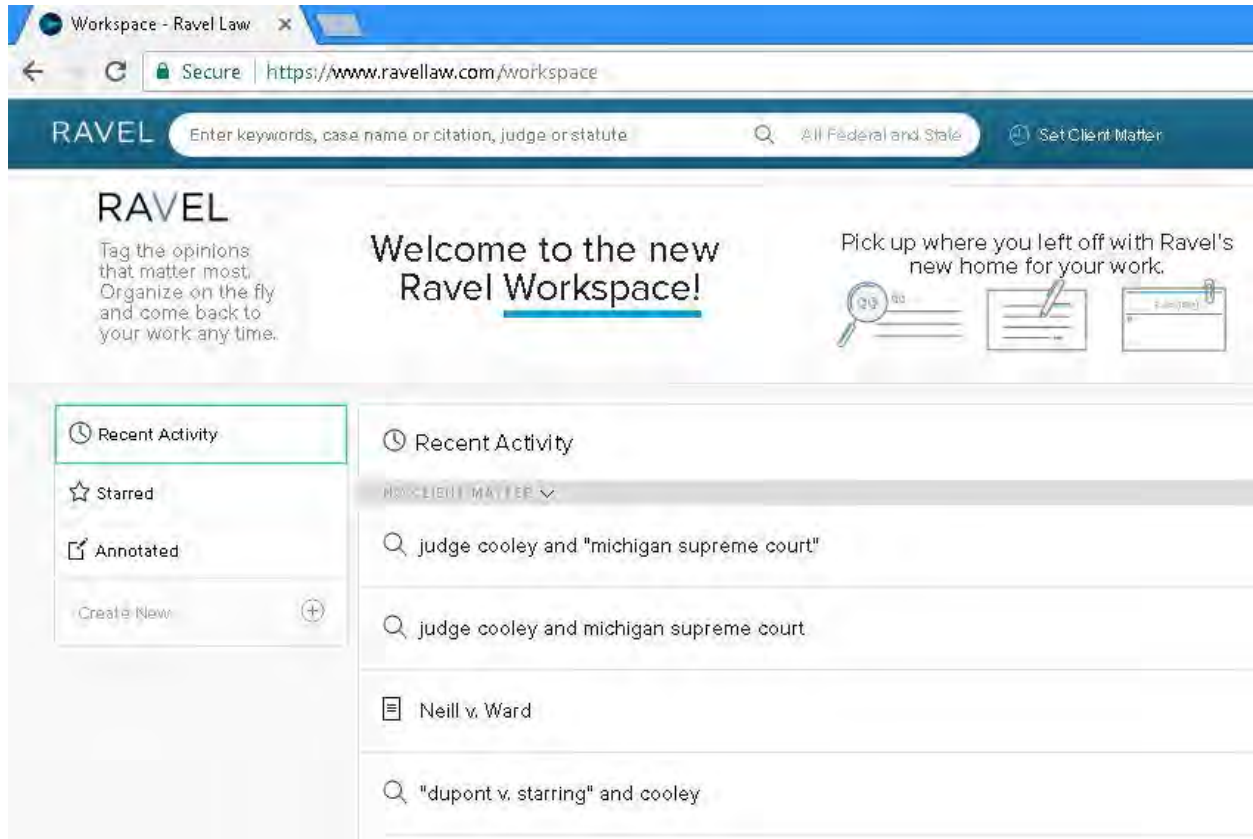 Workspace - Ravel Law
Secure https://www.ravellaw.com/workspace
RAVEL Enter keywords, case name or citation, judge or statute All Federal and State Set Client Matter
RAVEL
Tag the opinions
that matter most.
Organize on the fly
and come back to
your work any time.
Welcome to the new
Ravel Workspace!
Pick up where you left off with Ravel's
new home for your work.
Recent Activity
Starred
Annotated
Create New
Recent Activity
NO CLIENT MATTER
judge cooley and "michigan supreme court"
judge cooley and michigan supreme court
Neill v. Ward
"dupont v. starring" and cooley